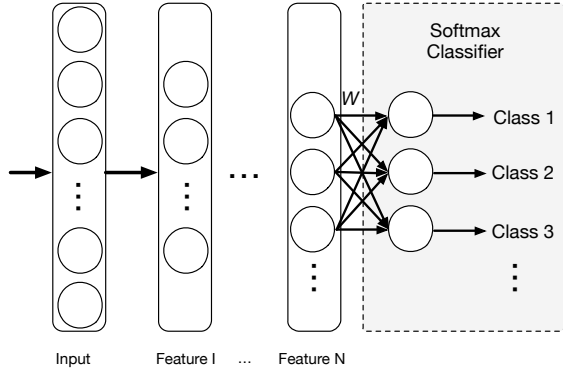 Softmax
Classifier
W
Class 1
Class 2
Class 3
Input
Feature I
...
Feature N